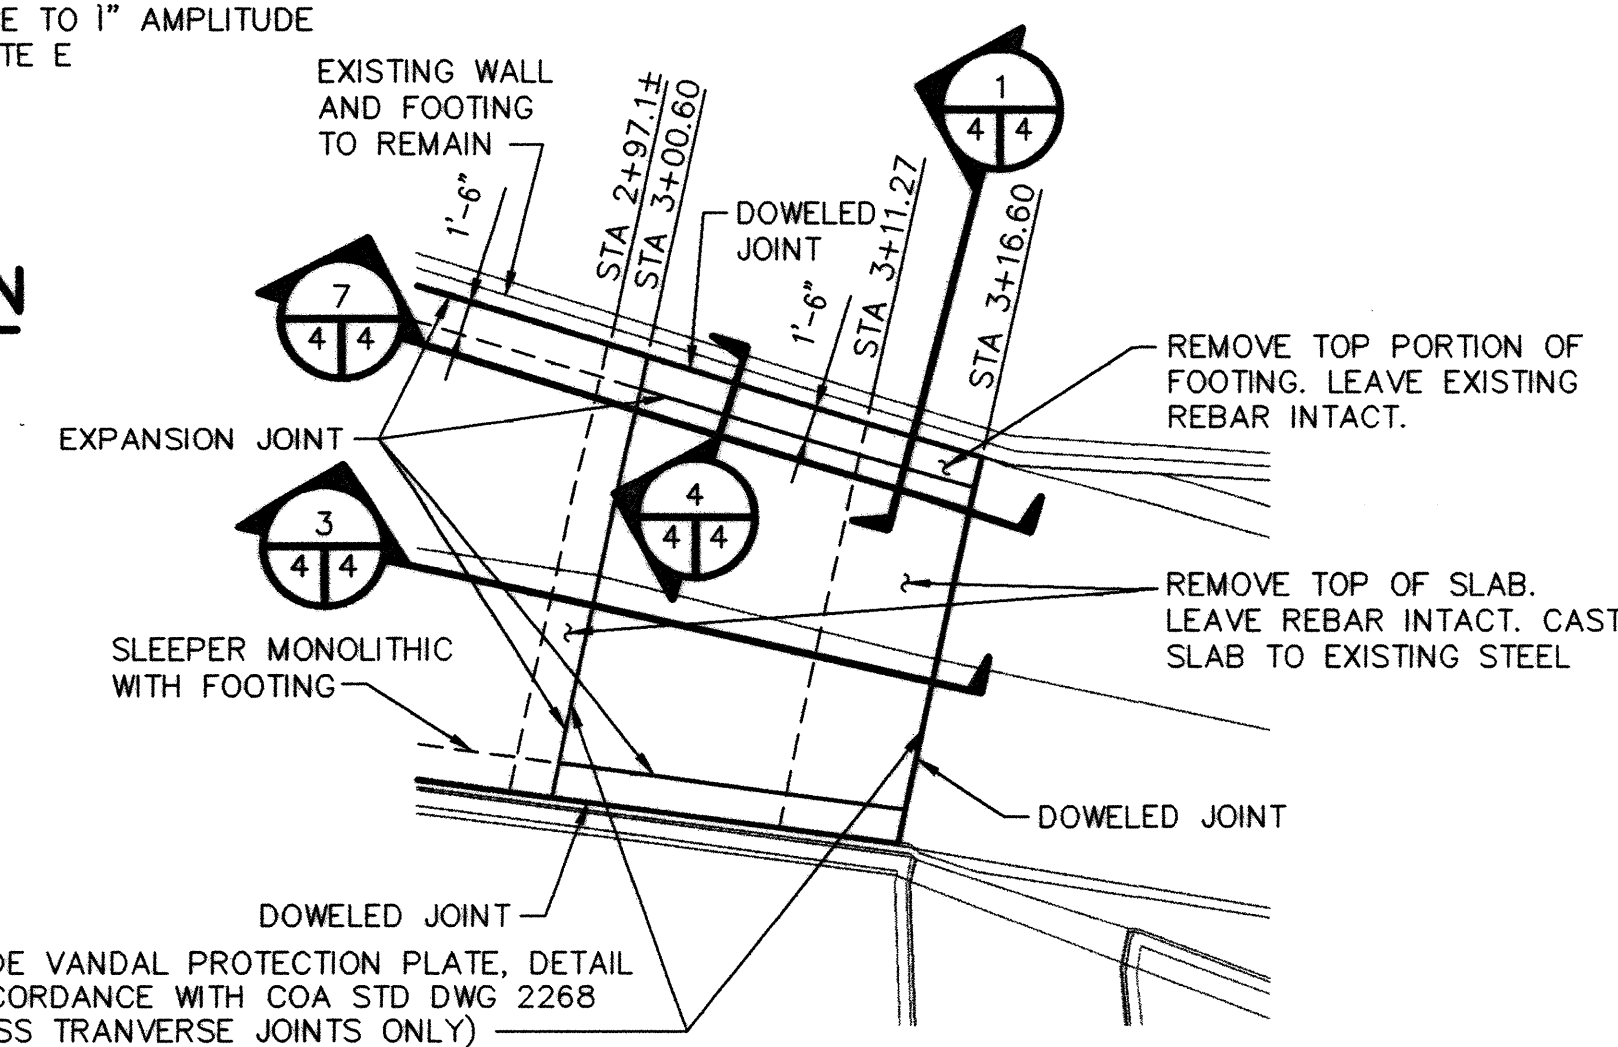 E TO 1" AMPLITUDE
TE E
EXISTING WALL
AND FOOTING
TO REMAIN
1'-6"
STA 2+97.1±
STA 3+00.60
DOWELED
JOINT
1'-6"
STA 3+11.27
STA 3+16.60
1
4 4
N
7
4 4
REMOVE TOP PORTION OF
FOOTING. LEAVE EXISTING
REBAR INTACT.
EXPANSION JOINT
4
4 4
3
4 4
REMOVE TOP OF SLAB.
LEAVE REBAR INTACT. CAST
SLAB TO EXISTING STEEL
SLEEPER MONOLITHIC
WITH FOOTING
DOWELED JOINT
DOWELED JOINT
DE VANDAL PROTECTION PLATE, DETAIL
CORDANCE WITH COA STD DWG 2268
SS TRANVERSE JOINTS ONLY)